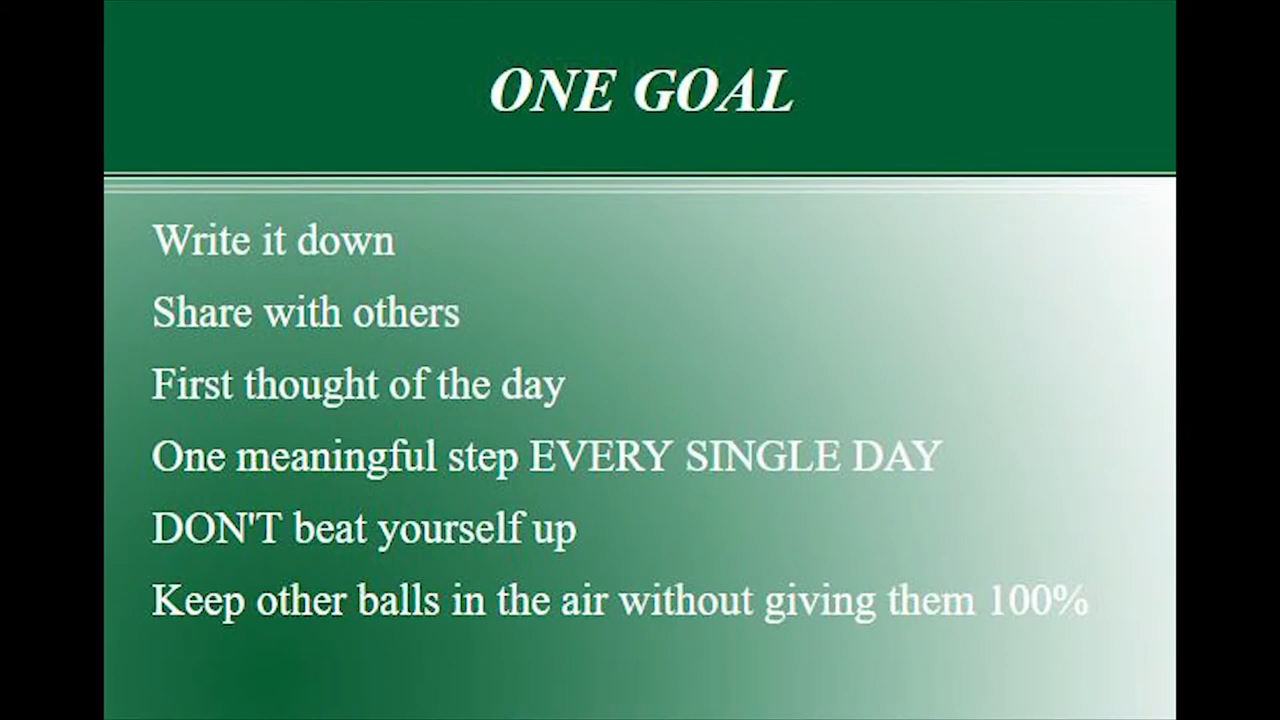 ONE GOAL
Write it down
Share with others
First thought of the day
One meaningful step EVERY SINGLE DAY
DON'T beat yourself up
Keep other balls in the air without giving them 100%